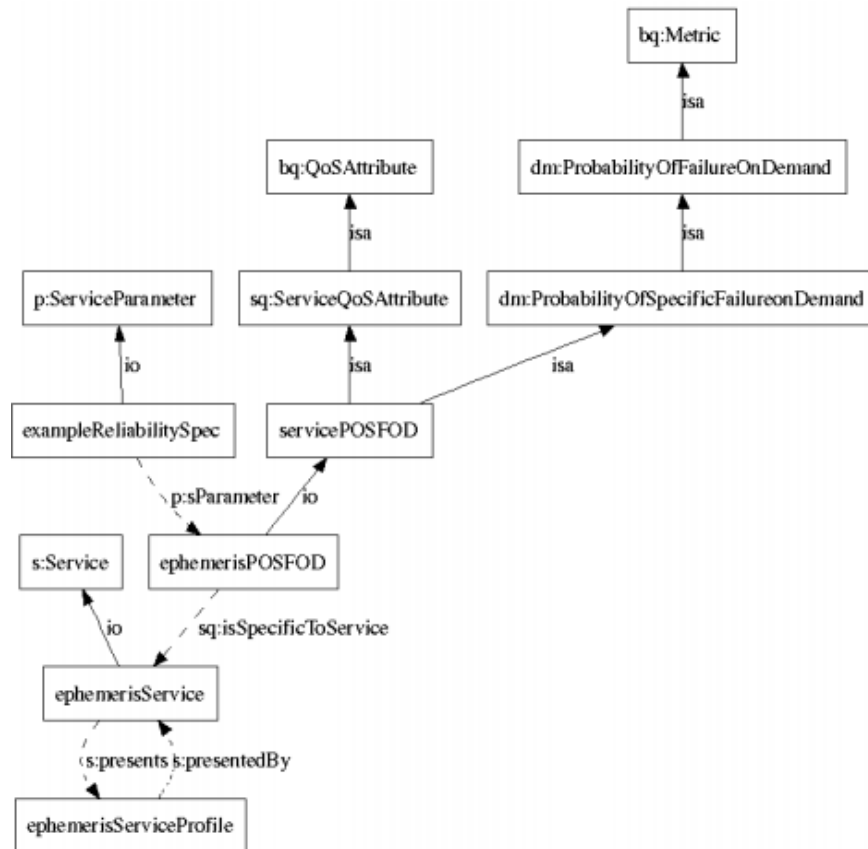 bq:Metric
isa
bq:QoSAttribute
dm:ProbabilityOfFailureOnDemand
isa
isa
p:ServiceParameter
sq:ServiceQoSAttribute
dm:ProbabilityOfSpecificFailureonDemand
io
isa
isa
exampleReliabilitySpec
servicePOSFOD
p:sParameter
io
s:Service
ephemerisPOSFOD
io
sq:isSpecificToService
ephemerisService
s:presents
s:presentedBy
ephemerisServiceProfile